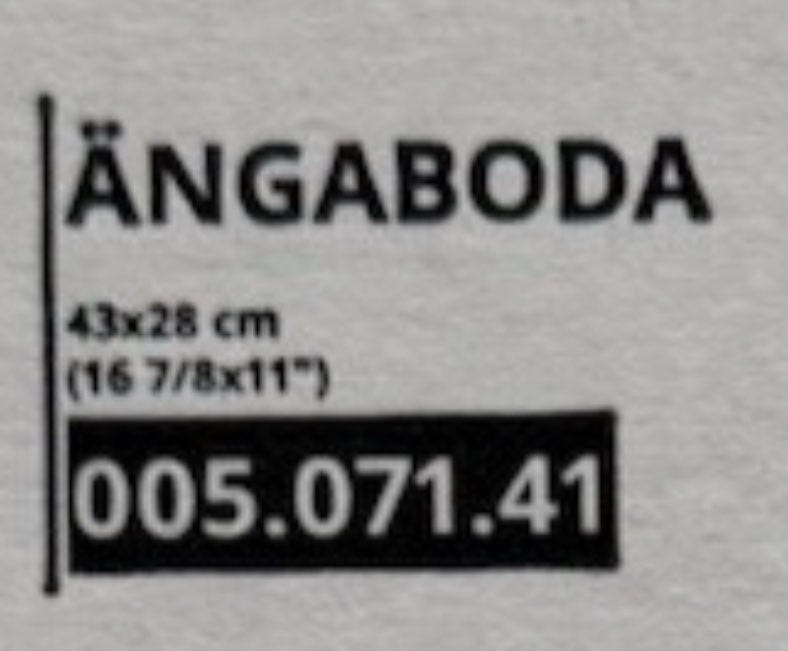 ÄNGABODA
43x28 cm
(16 7/8x11")
005.071.41